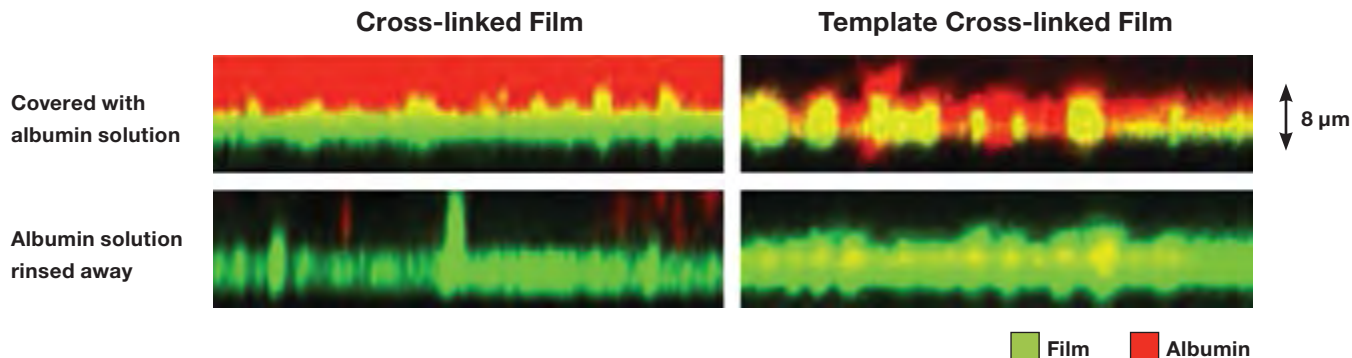 Cross-linked Film
Template Cross-linked Film
Covered with
albumin solution
8 µm
Albumin solution
rinsed away
Film
Albumin